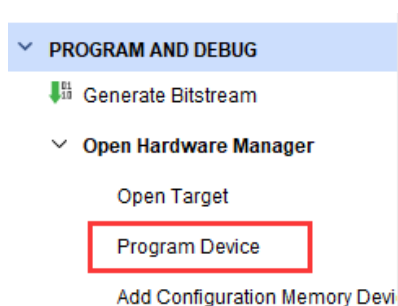 PROGRAM AND DEBUG
Generate Bitstream
Open Hardware Manager
Open Target
Program Device
Add Configuration Memory Devi